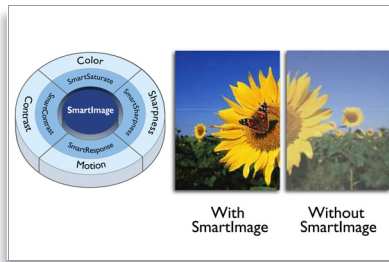 Color
SmartSaturate
Contrast
SmartContrast
SmartImage
SmartSharpness
Sharpness
SmartResponse
Motion
With
SmartImage
Without
SmartImage